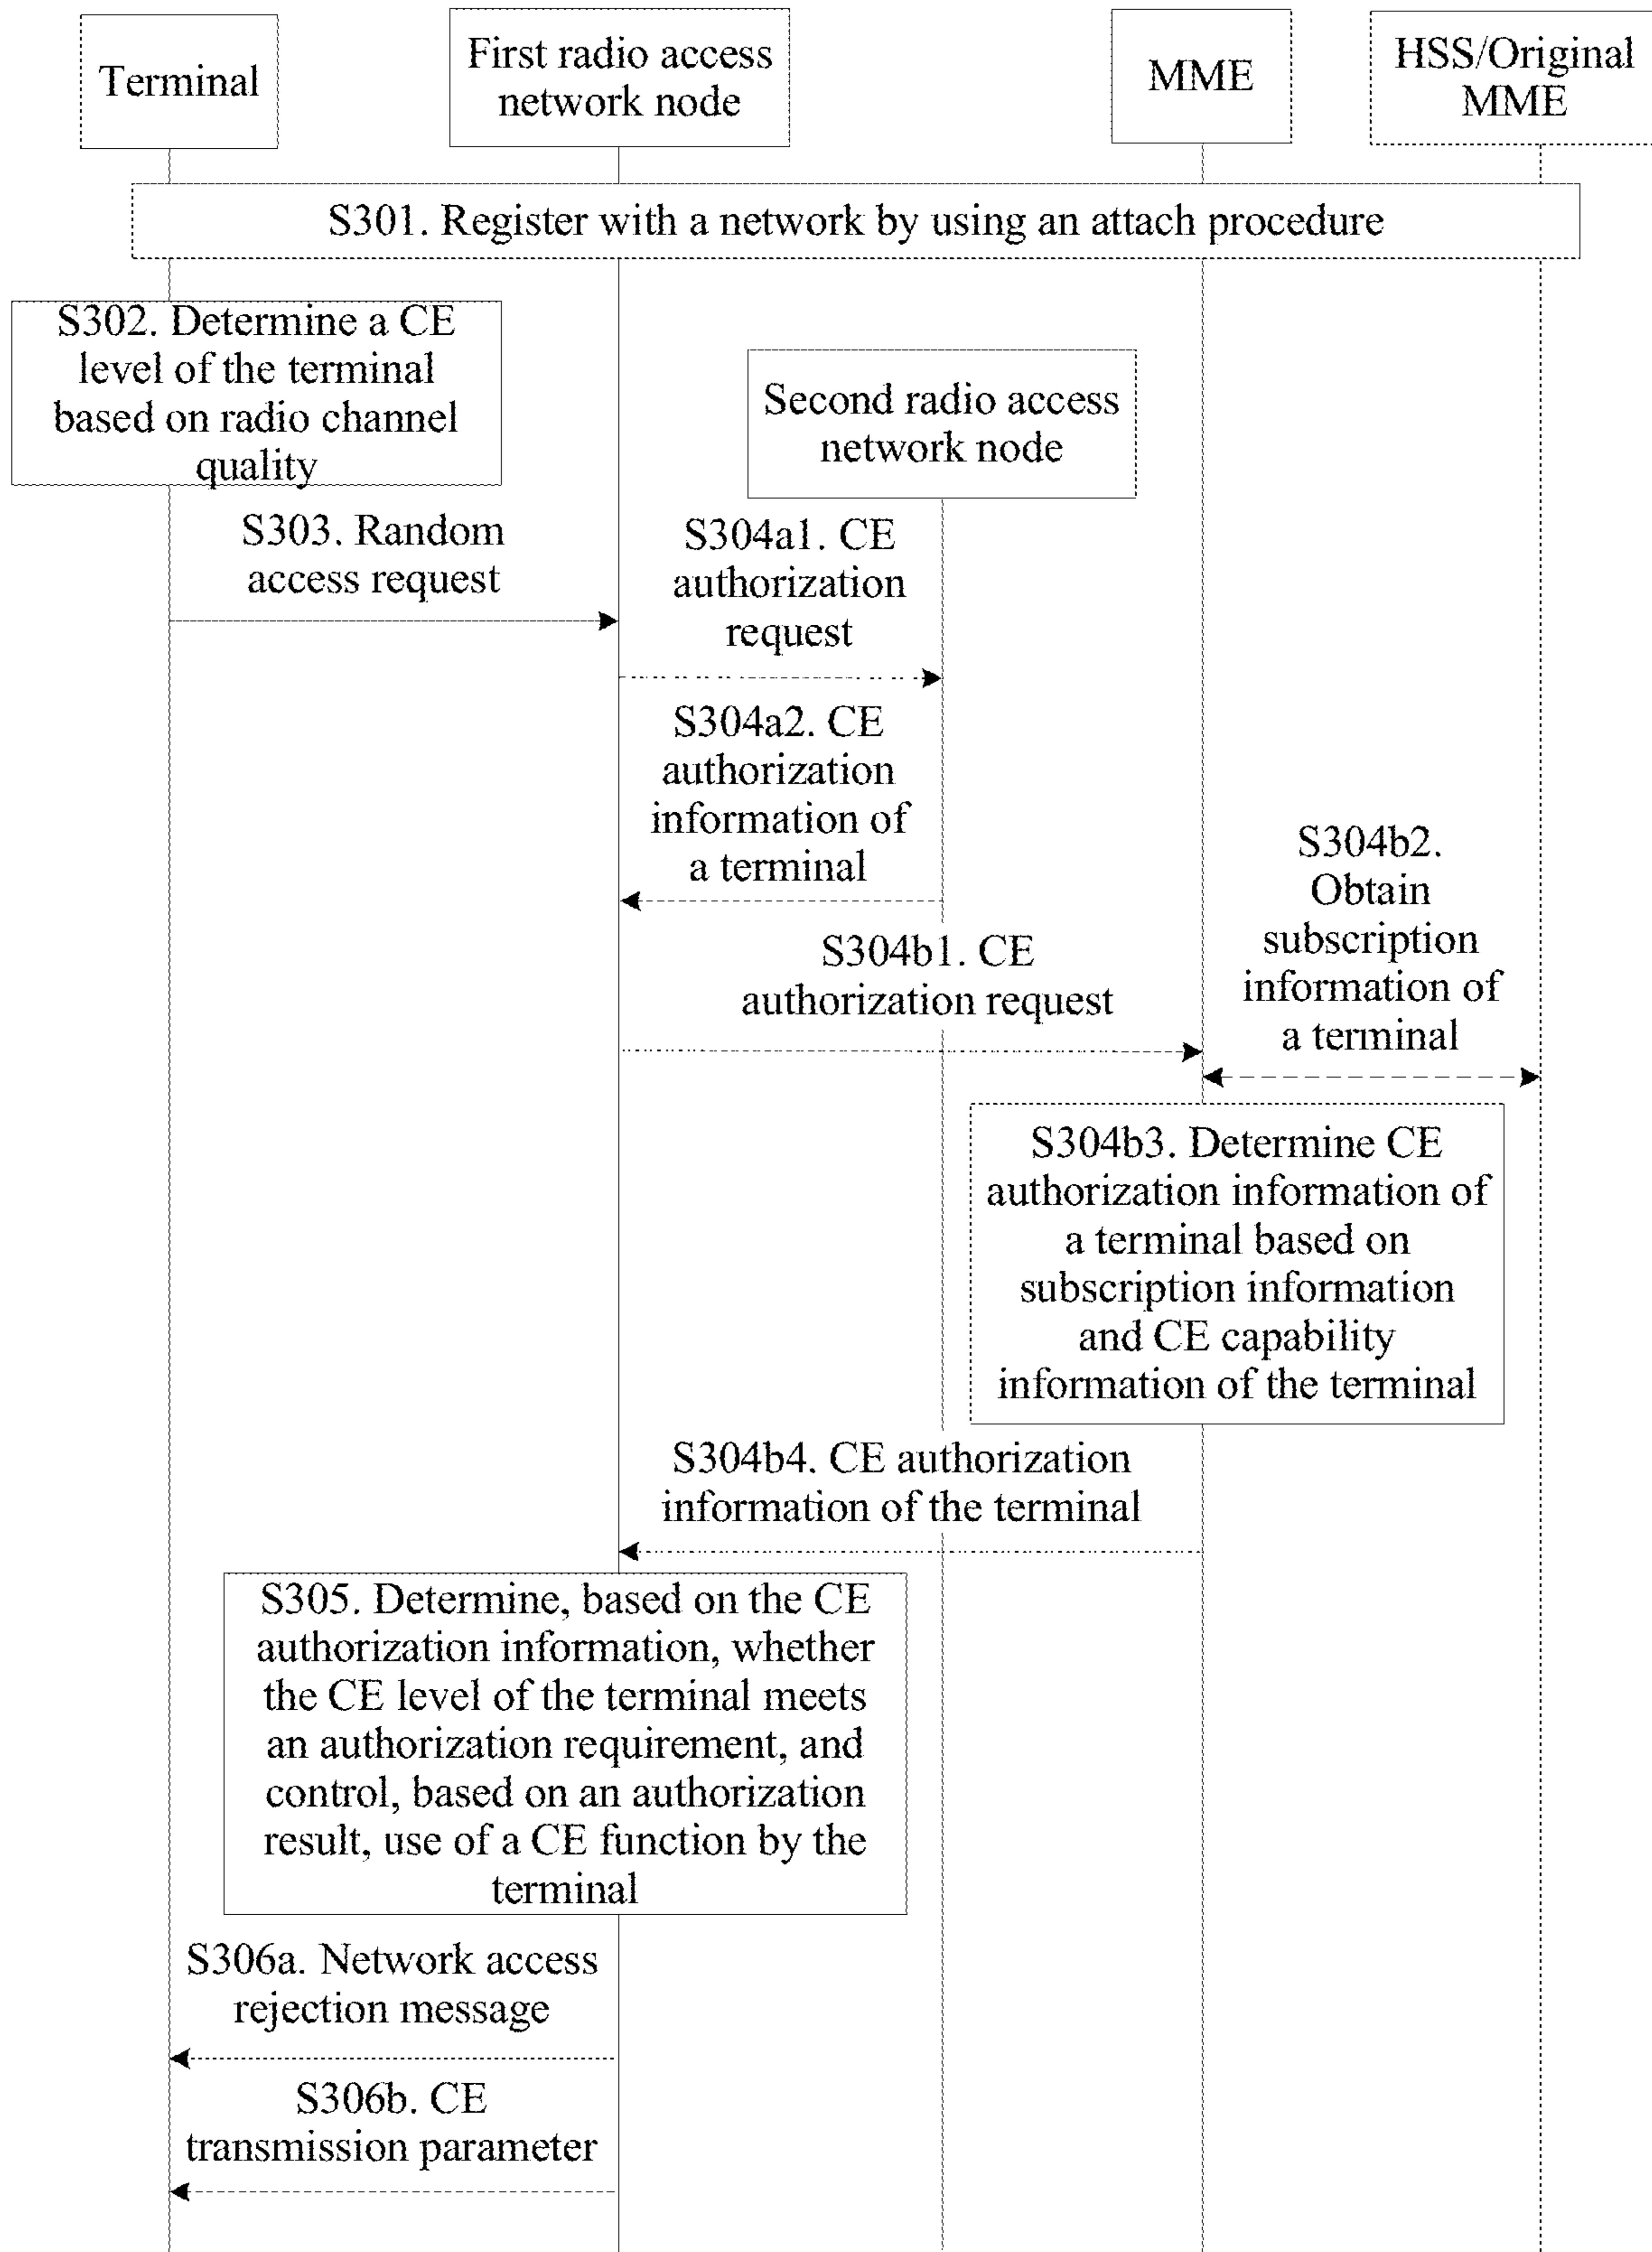 Terminal
First radio access
network node
MME
HSS/Original
MME
S301. Register with a network by using an attach procedure
S302. Determine a CE
level of the terminal
based on radio channel
quality
Second radio access
network node
S303. Random
access request
S304a1. CE
authorization
request
S304a2. CE
authorization
information of
a terminal
S304b1. CE
authorization request
S304b2.
Obtain
subscription
information of
a terminal
S304b3. Determine CE
authorization information of
a terminal based on
subscription information
and CE capability
information of the terminal
S304b4. CE authorization
information of the terminal
S305. Determine, based on the CE
authorization information, whether
the CE level of the terminal meets
an authorization requirement, and
control, based on an authorization
result, use of a CE function by the
terminal
S306a. Network access
rejection message
S306b. CE
transmission parameter